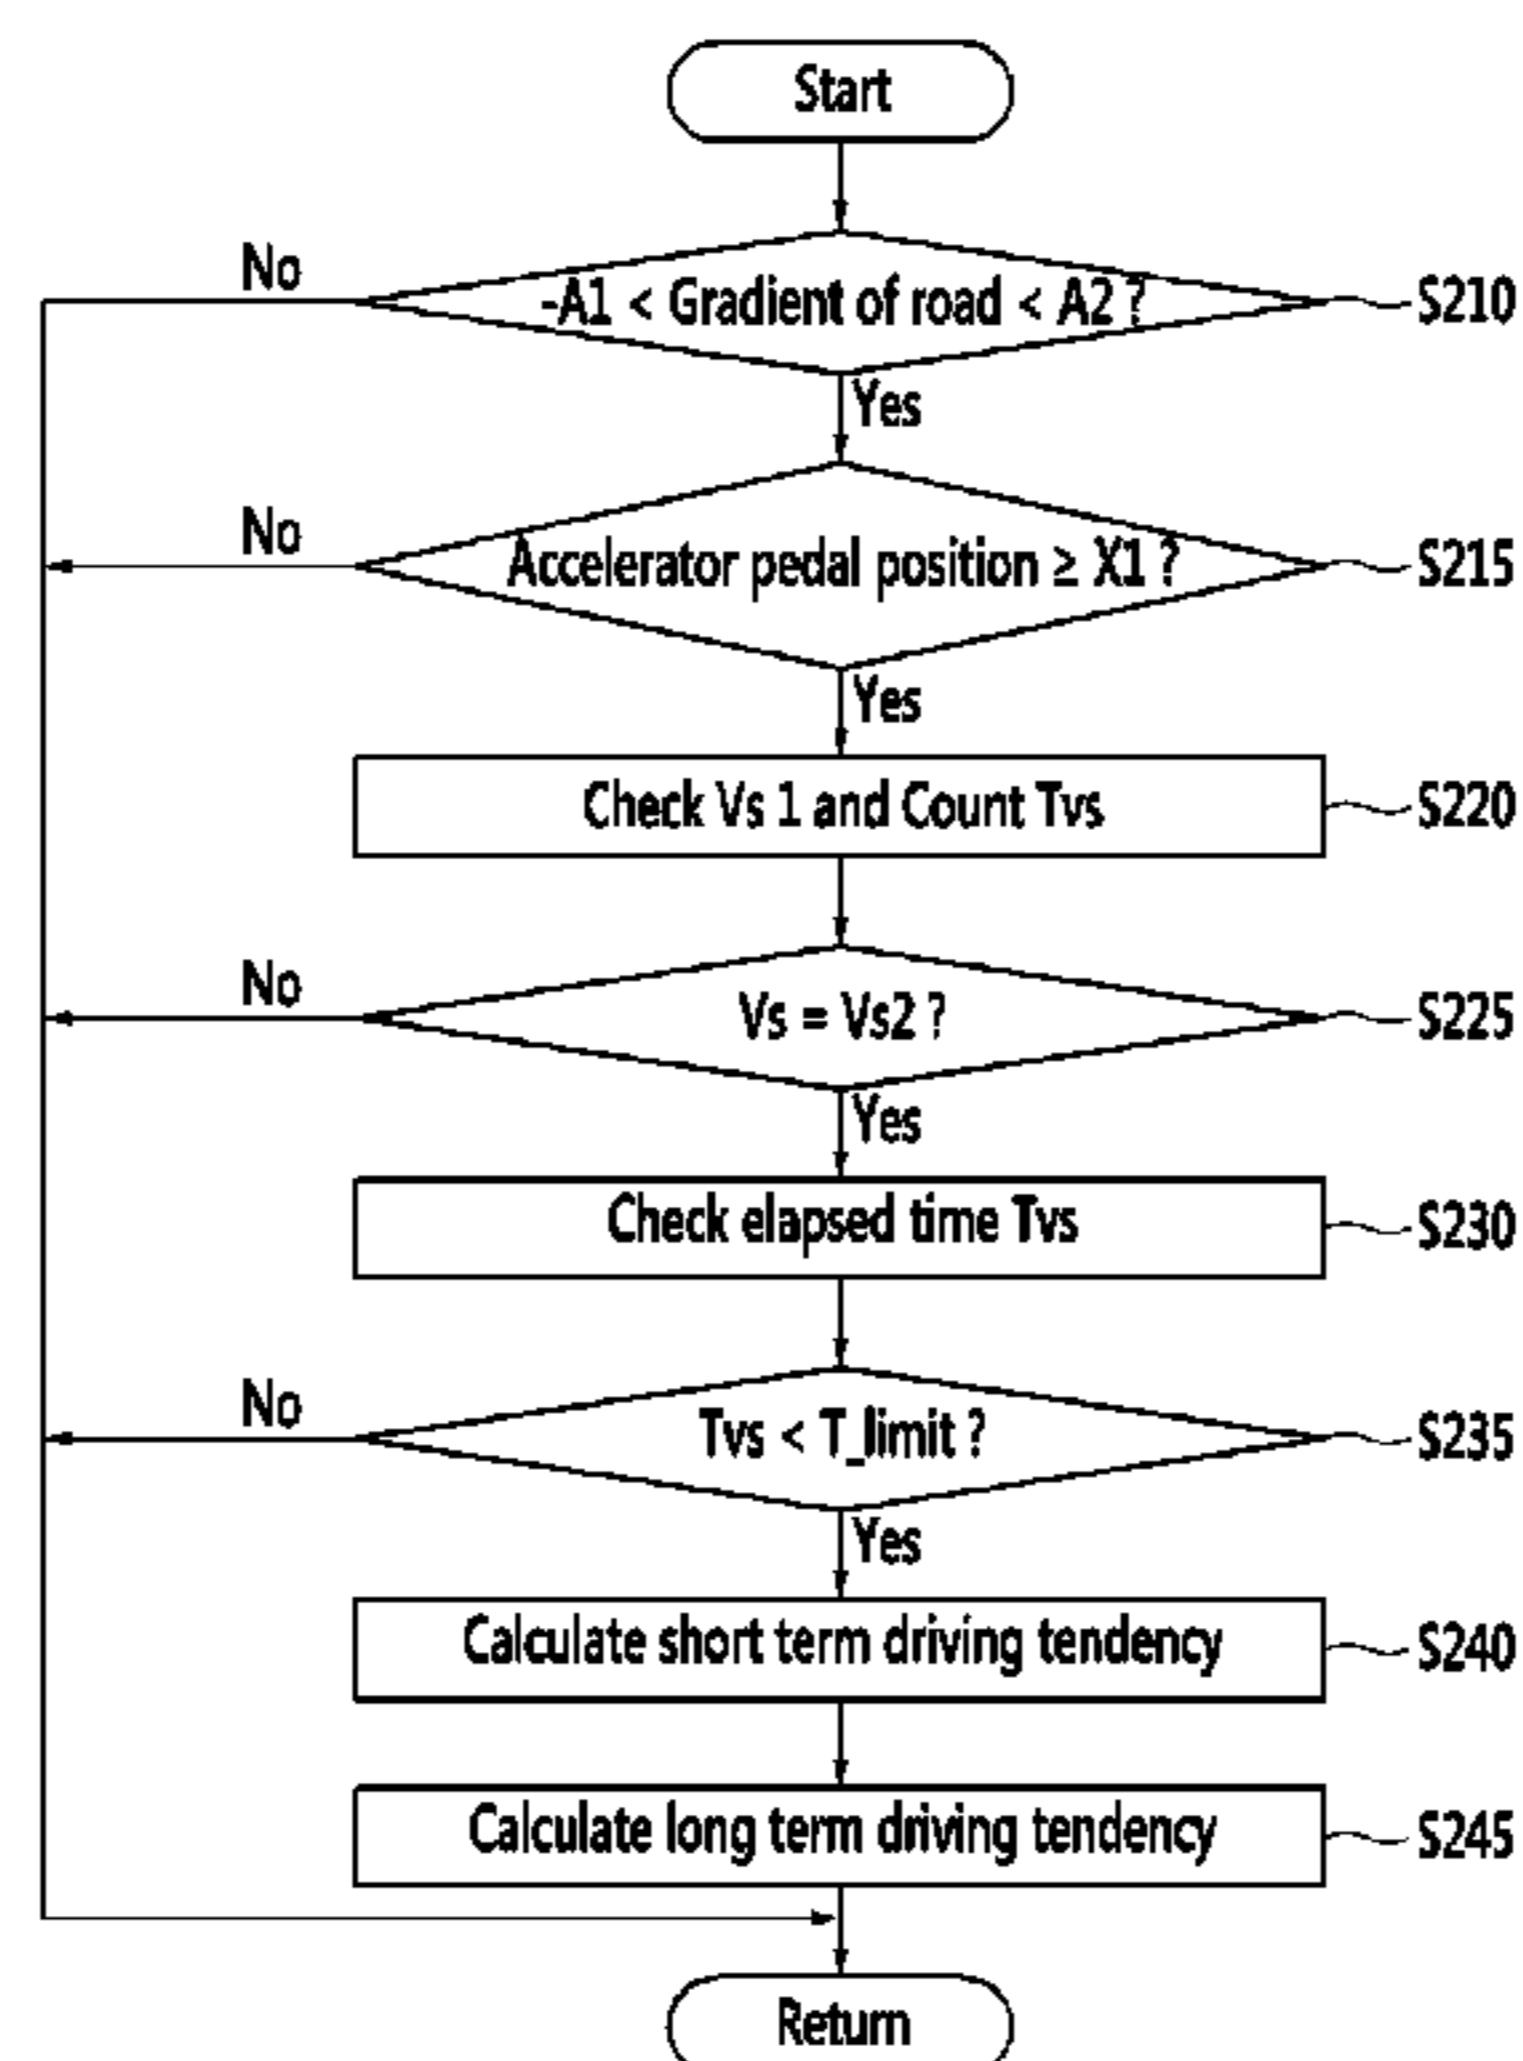 Start
No
-A1 < Gradient of road < A2 ?
S210
Yes
No
Accelerator pedal position ≥ X1 ?
S215
Yes
Check Vs 1 and Count Tvs
S220
No
Vs = Vs2 ?
S225
Yes
Check elapsed time Tvs
S230
No
Tvs < T_limit ?
S235
Yes
Calculate short term driving tendency
S240
Calculate long term driving tendency
S245
Return